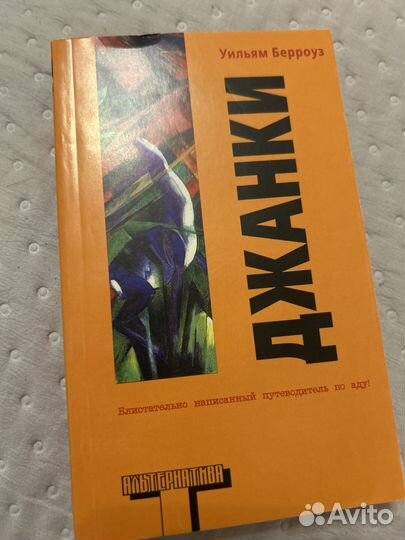 Уильям Берроуз
ДЖАНКИ
Блистательно написанный путеводитель по аду!
АЛЬТЕРНАТИВА
Avito